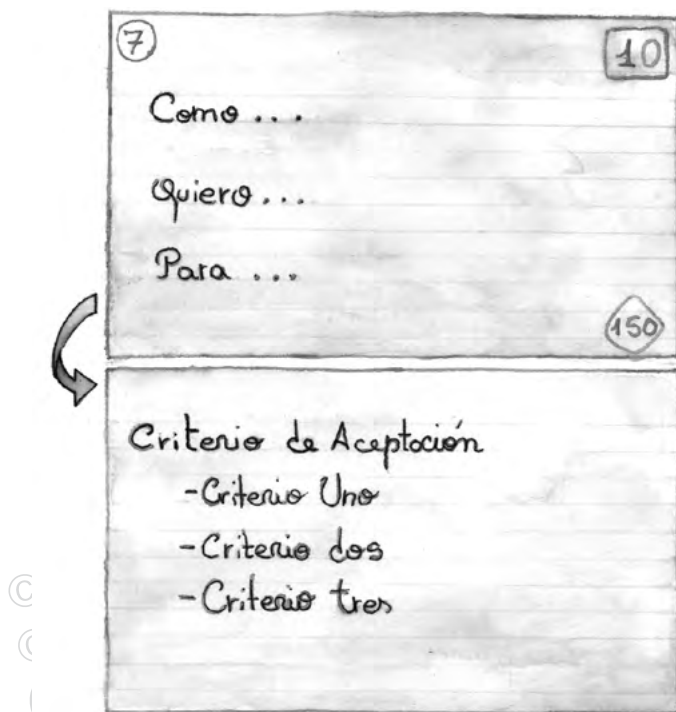 7
10
Como ...
Quiero ...
Para ...
150
Criterio de Aceptación
- Criterio Uno
- Criterio dos
- Criterio tres
©